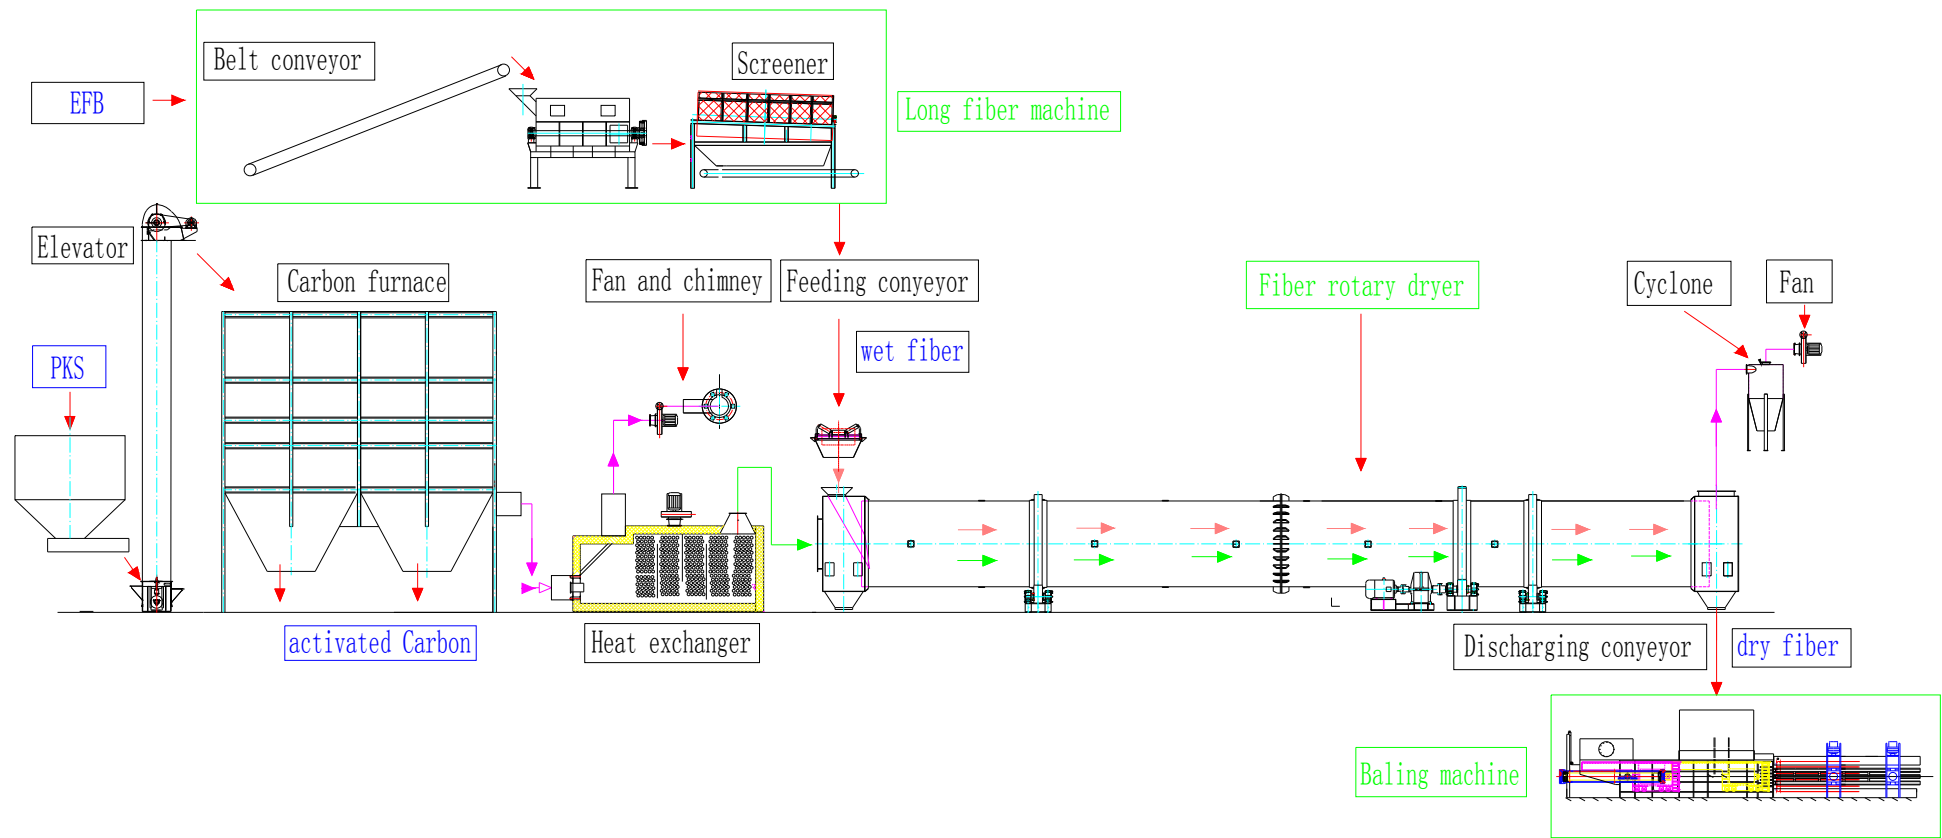 Belt conveyor
Screener
EFB
Long fiber machine
Elevator
Carbon furnace
Fan and chimney
Feeding conyeyor
Fiber rotary dryer
Cyclone
Fan
PKS
wet fiber
activated Carbon
Heat exchanger
Discharging conyeyor
dry fiber
Baling machine